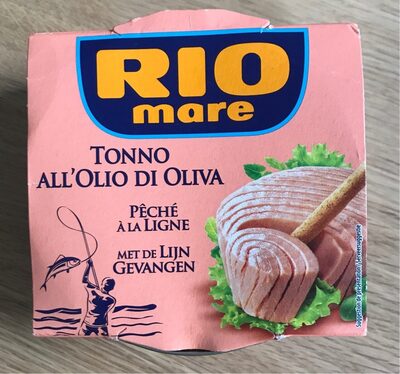 RIO
mare
TONNO
ALL'OLIO DI OLIVA
PÊCHÉ
À LA LIGNE
MET DE LIJN
GEVANGEN